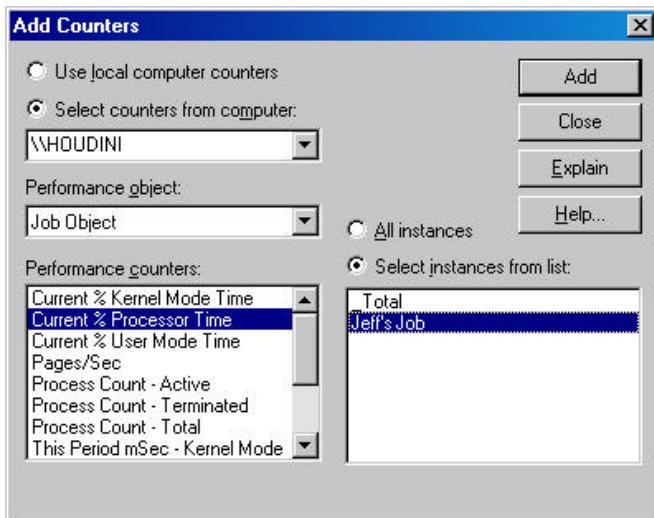 Add Counters
Use local computer counters
Select counters from computer:
\\HOUDINI
Performance object:
Job Object
Performance counters:
Current % Kernel Mode Time
Current % Processor Time
Current % User Mode Time
Pages/Sec
Process Count - Active
Process Count - Terminated
Process Count - Total
This Period mSec - Kernel Mode
All instances
Select instances from list:
_Total
Jeff's Job
Add
Close
Explain
Help...